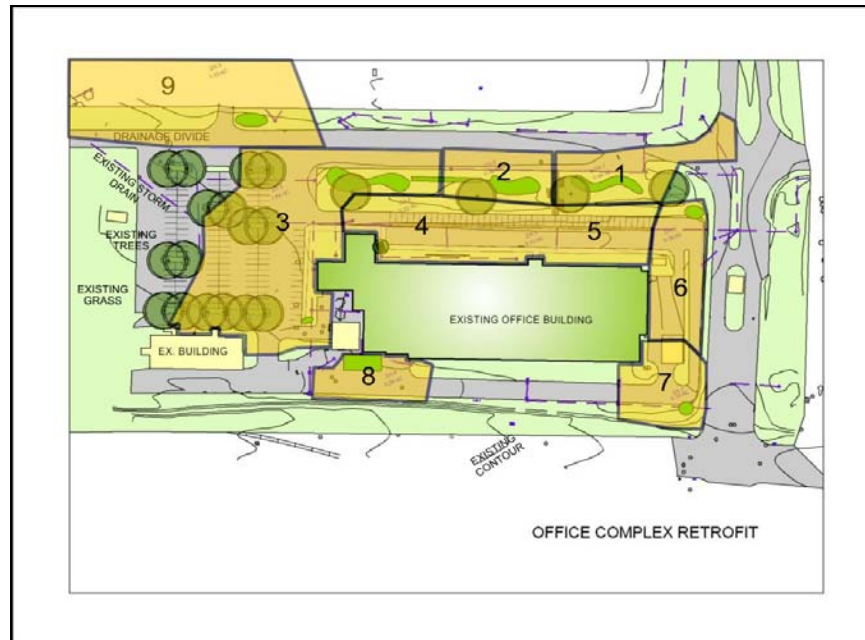 9
DRAINAGE DIVIDE
EXISTING STORM
DRAIN
2
1
3
4
5
EXISTING
TREES
EXISTING
GRASS
6
EXISTING OFFICE BUILDING
EX. BUILDING
8
7
EXISTING
CONTOUR
OFFICE COMPLEX RETROFIT